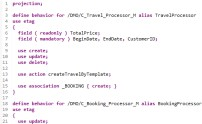 projection;
define behavior for /DMO/C_Travel_Processor_M alias TravelProcessor
use etag
{
field ( readonly ) TotalPrice;
field ( mandatory ) BeginDate, EndDate, CustomerID;
use create;
use update;
use delete;
use action createTravelByTemplate;
use association _BOOKING { create; }
}
define behavior for /DMO/C_Booking_Processor_M alias BookingProcessor
use etag
{
use update;